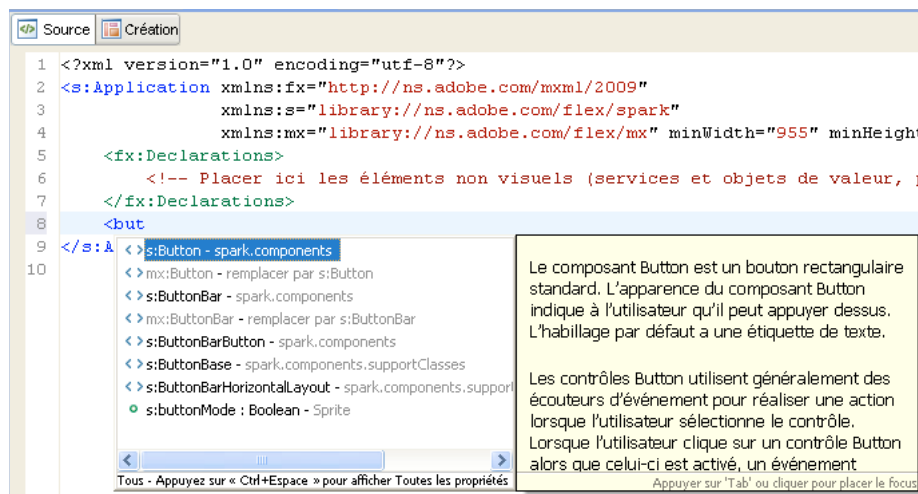 Source Création
1 <?xml version="1.0" encoding="utf-8"?>
2 <s:Application xmlns:fx="http://ns.adobe.com/mxml/2009"
3 xmlns:s="library://ns.adobe.com/flex/spark"
4 xmlns:mx="library://ns.adobe.com/flex/mx" minWidth="955" minHeight
5 <fx:Declarations>
6 <!-- Placer ici les éléments non visuels (services et objets de valeur, p
7 </fx:Declarations>
8 <but
9 </s:A
10
s:Button - spark.components
mx:Button - remplacer par s:Button
s:ButtonBar - spark.components
mx:ButtonBar - remplacer par s:ButtonBar
s:ButtonBarButton - spark.components
s:ButtonBase - spark.components.supportClasses
s:ButtonBarHorizontalLayout - spark.components.support
s:buttonMode : Boolean - Sprite
Tous - Appuyez sur « Ctrl+Espace » pour afficher Toutes les propriétés
Le composant Button est un bouton rectangulaire
standard. L'apparence du composant Button
indique à l'utilisateur qu'il peut appuyer dessus.
L'habillage par défaut a une étiquette de texte.
Les contrôles Button utilisent généralement des
écouteurs d'événement pour réaliser une action
lorsque l'utilisateur sélectionne le contrôle.
Lorsque l'utilisateur clique sur un contrôle Button
alors que celui-ci est activé, un événement
Appuyer sur 'Tab' ou cliquer pour placer le focus